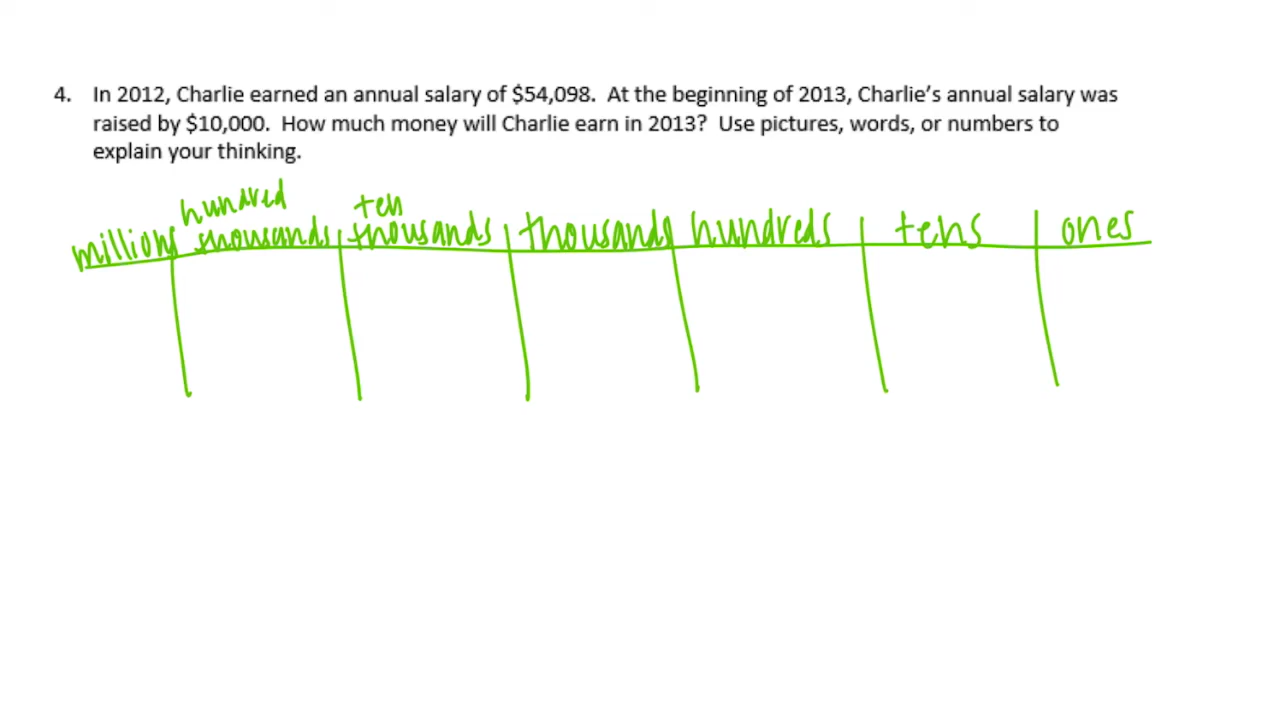 4. In 2012, Charlie earned an annual salary of $54,098. At the beginning of 2013, Charlie's annual salary was
raised by $10,000. How much money will Charlie earn in 2013? Use pictures, words, or numbers to
explain your thinking.
hundred ten
millions thousands thousands thousands hundreds tens ones